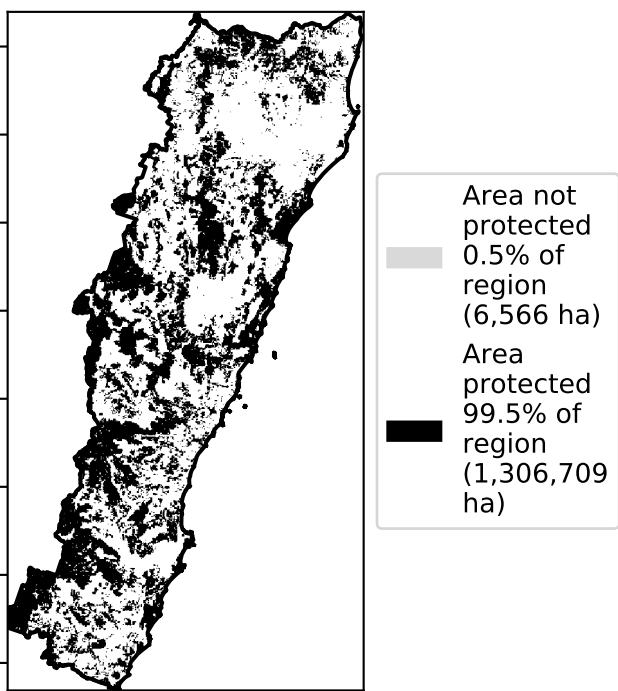 Area not
protected
0.5% of
region
(6,566 ha)
Area
protected
99.5% of
region
(1,306,709
ha)